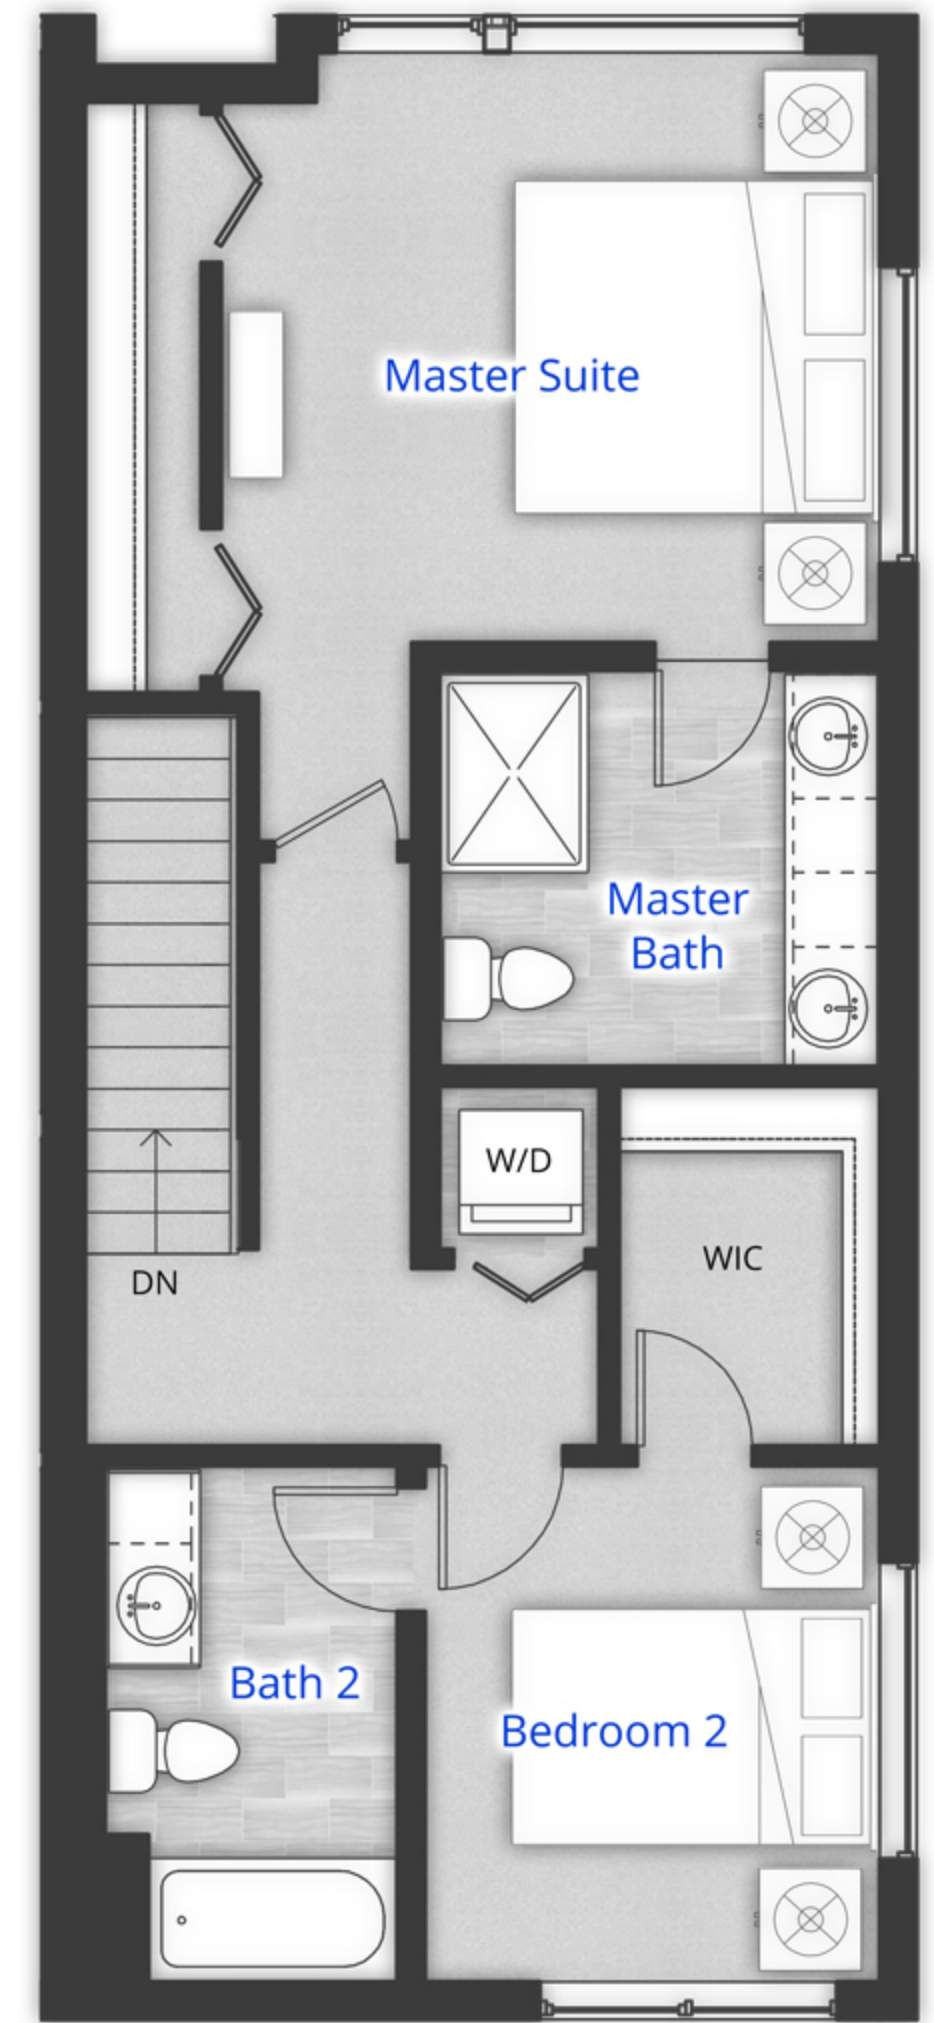 Master Suite
Master
Bath
W/D
WIC
DN
Bath 2
Bedroom 2